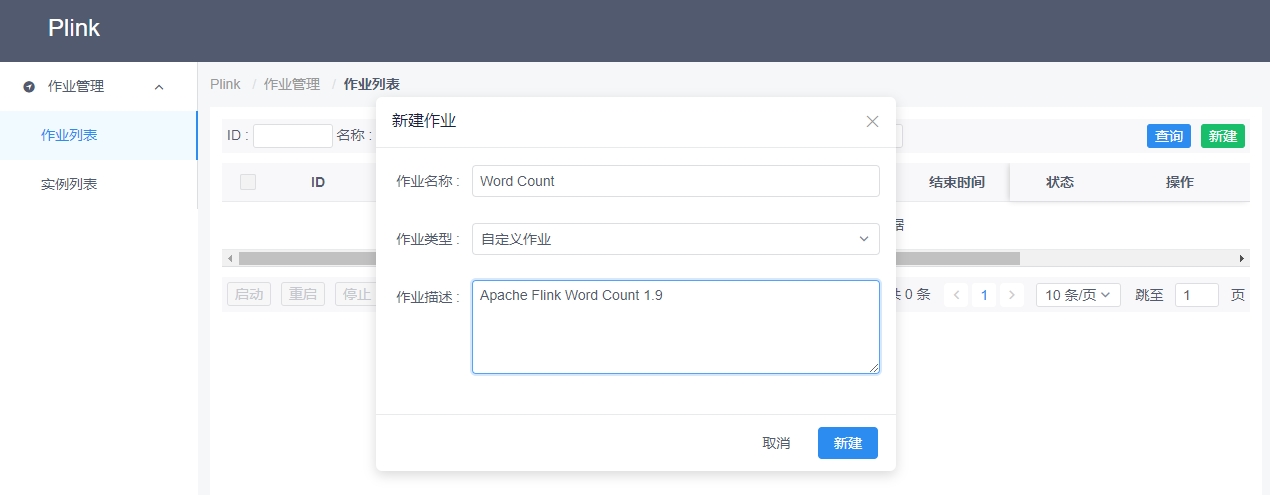 Plink
作业管理
作业列表
实例列表
Plink / 作业管理 / 作业列表
ID : 名称 :
查询 新建
ID 结束时间 状态 操作
启动 重启 停止
0 条 1 10 条/页 跳至 1 页
新建作业
作业名称 : Word Count
作业类型 : 自定义作业
作业描述 : Apache Flink Word Count 1.9
取消 新建